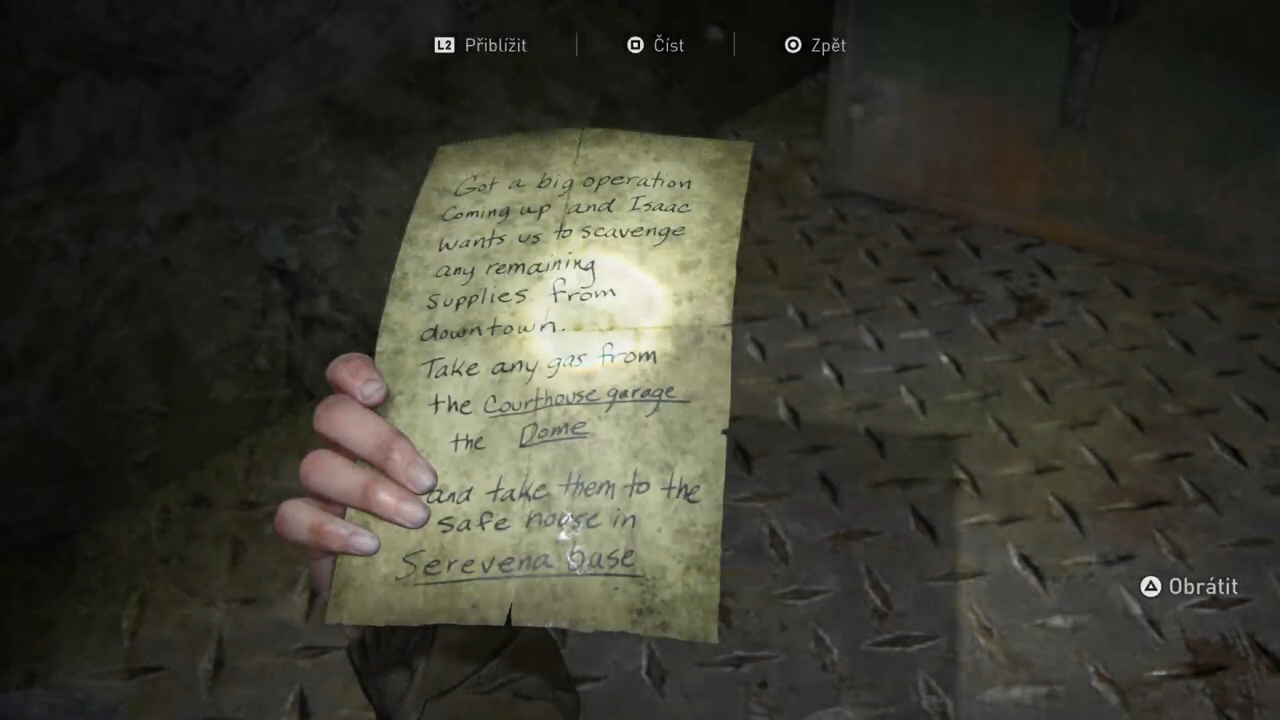 L2 Přiblížit
Číst
Zpět
Got a big operation
Coming up and Isaac
wants us to scavenge
any remaining
supplies from
downtown.
Take any gas from
the Courthouse garage
the Dome
and take them to the
safe house in
Serevena base
Obrátit